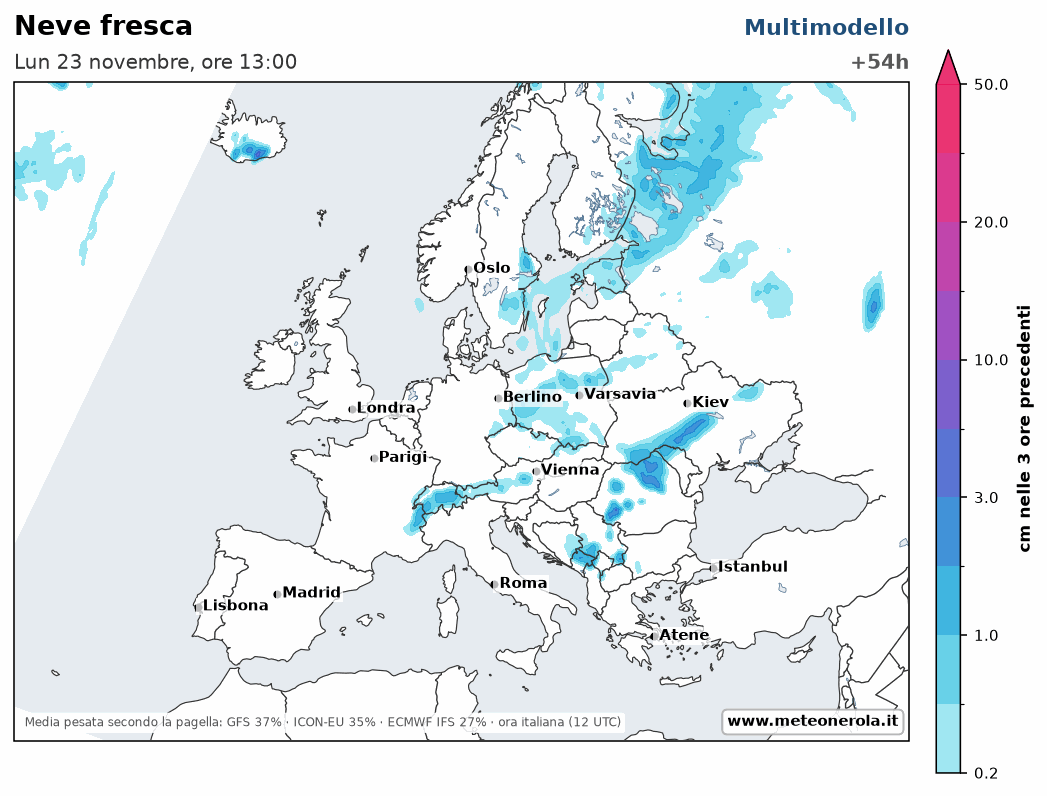 Neve fresca
Multimodello
Lun 23 novembre, ore 13:00
+54h
50.0
20.0
10.0
3.0
1.0
0.2
cm nelle 3 ore precedenti
Oslo
Berlino
Varsavia
Kiev
Londra
Parigi
Vienna
Istanbul
Roma
Madrid
Lisbona
Atene
Media pesata secondo la pagella: GFS 37% · ICON-EU 35% · ECMWF IFS 27% · ora italiana (12 UTC)
www.meteonerola.it